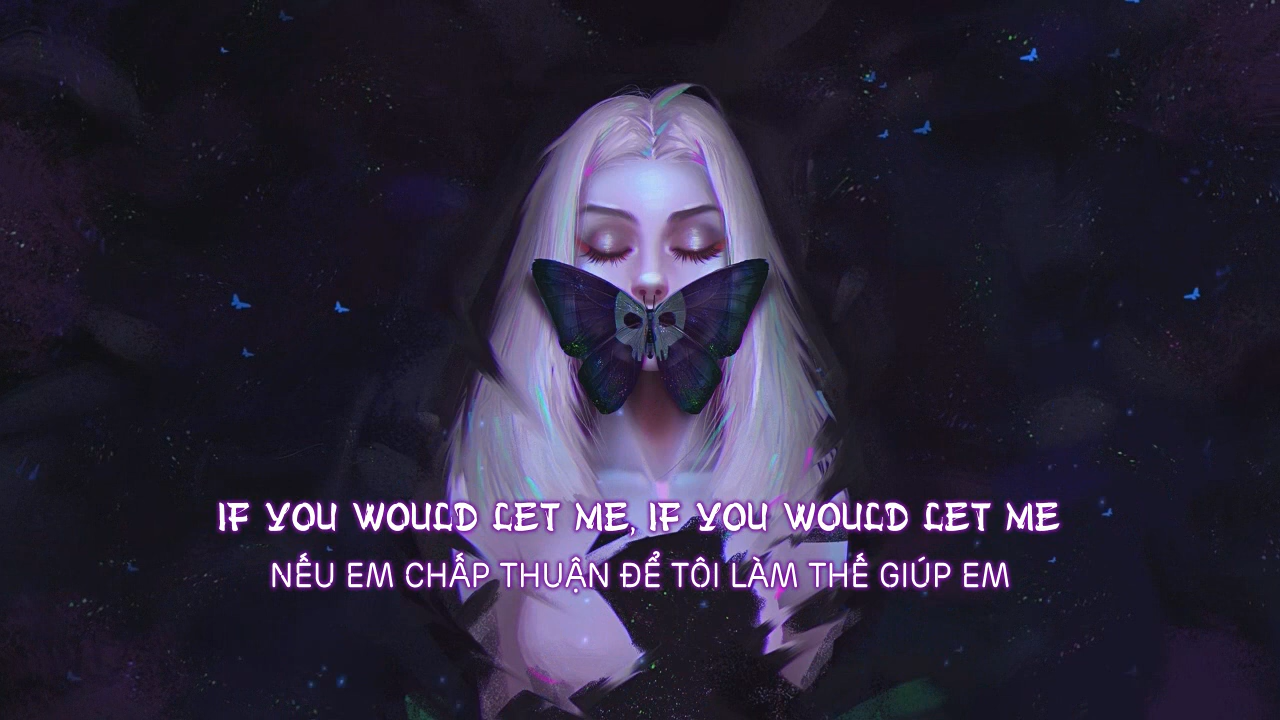 IF YOU WOULD LET ME, IF YOU WOULD LET ME
NẾU EM CHẤP THUẬN ĐỂ TÔI LÀM THẾ GIÚP EM